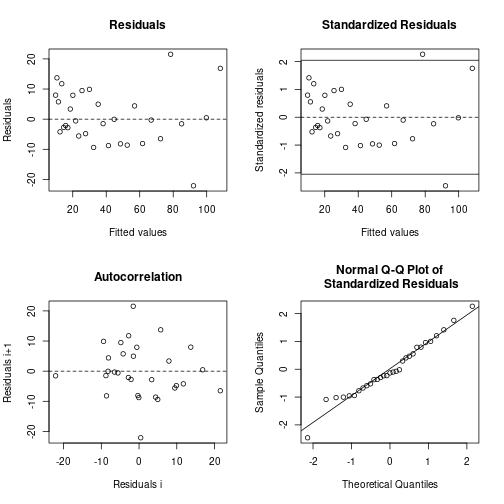 Residuals
Residuals
-20 -10 0 10 20
20 40 60 80 100
Fitted values
Standardized Residuals
Standardized residuals
-2 -1 0 1 2
20 40 60 80 100
Fitted values
Autocorrelation
Residuals i+1
-20 -10 0 10 20
-20 -10 0 10 20
Residuals i
Normal Q-Q Plot of
Standardized Residuals
Sample Quantiles
-2 -1 0 1 2
-2 -1 0 1 2
Theoretical Quantiles